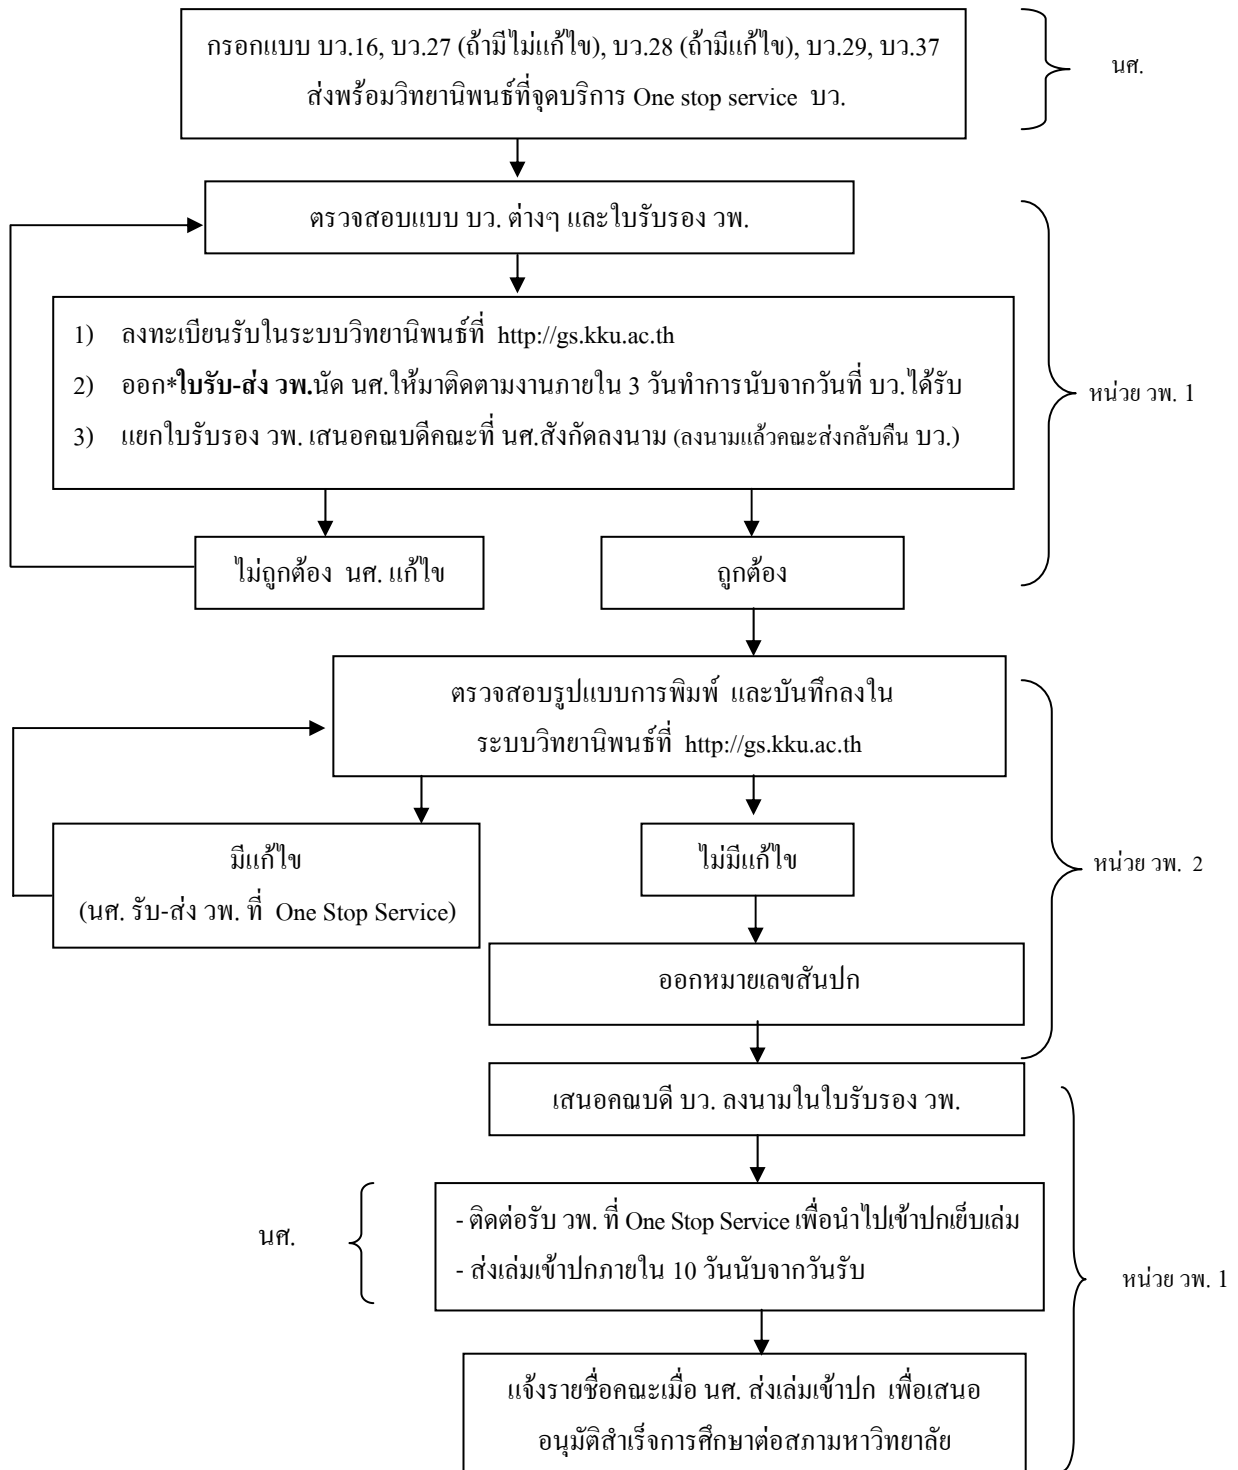 กรอกแบบ บว.16, บว.27 (ถ้ามีไม่แก้ไข), บว.28 (ถ้ามีแก้ไข), บว.29, บว.37
ส่งพร้อมวิทยานิพนธ์ที่จุดบริการ One stop service บว.
นศ.
ตรวจสอบแบบ บว. ต่างๆ และใบรับรอง วพ.
1) ลงทะเบียนรับในระบบวิทยานิพนธ์ที่ http://gs.kku.ac.th
2) ออก*ใบรับ-ส่ง วพ.นัด นศ.ให้มาติดตามงานภายใน 3 วันทำการนับจากวันที่ บว.ได้รับ
3) แยกใบรับรอง วพ. เสนอคณบดีคณะที่ นศ.สังกัดลงนาม (ลงนามแล้วคณะส่งกลับคืน บว.)
หน่วย วพ. 1
ไม่ถูกต้อง นศ. แก้ไข
ถูกต้อง
ตรวจสอบรูปแบบการพิมพ์ และบันทึกลงใน
ระบบวิทยานิพนธ์ที่ http://gs.kku.ac.th
มีแก้ไข
(นศ. รับ-ส่ง วพ. ที่ One Stop Service)
ไม่มีแก้ไข
หน่วย วพ. 2
ออกหมายเลขสันปก
เสนอคณบดี บว. ลงนามในใบรับรอง วพ.
นศ.
- ติดต่อรับ วพ. ที่ One Stop Service เพื่อนำไปเข้าปกเย็บเล่ม
- ส่งเล่มเข้าปกภายใน 10 วันนับจากวันรับ
หน่วย วพ. 1
แจ้งรายชื่อคณะเมื่อ นศ. ส่งเล่มเข้าปก เพื่อเสนอ
อนุมัติสำเร็จการศึกษาต่อสภามหาวิทยาลัย